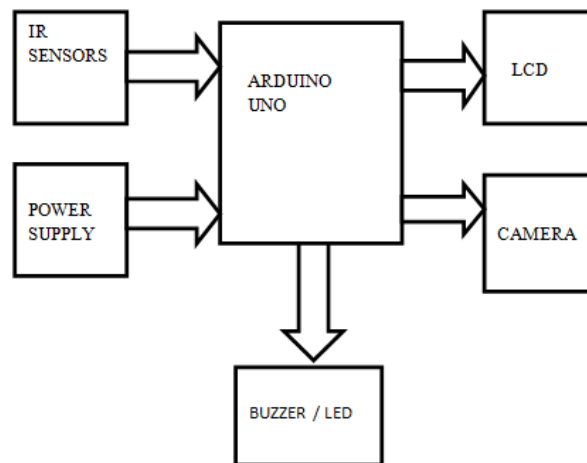 IR
SENSORS
ARDUINO
UNO
LCD
POWER
SUPPLY
CAMERA
BUZZER / LED